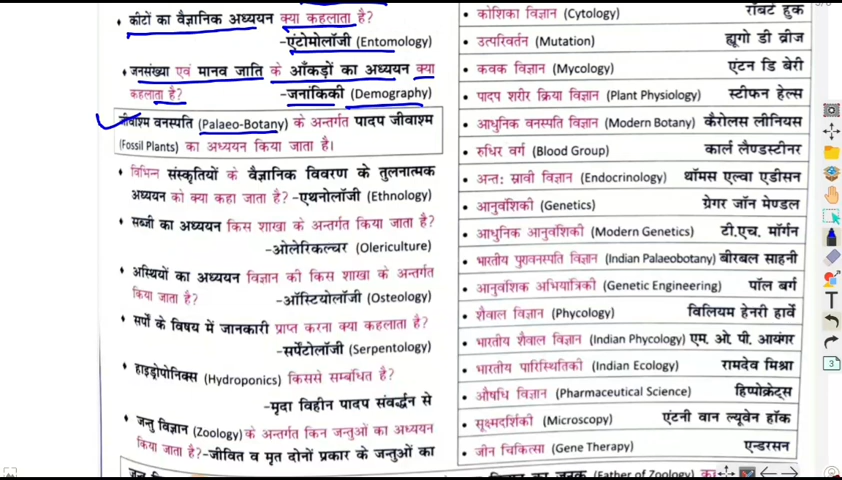 • कीटों का वैज्ञानिक अध्ययन क्या कहलाता है?
-एंटोमोलॉजी (Entomology)
• जनसंख्या एवं मानव जाति के आँकड़ों का अध्ययन क्या
कहलाता है? -जनांकिकी (Demography)
जीवाश्म वनस्पति (Palaeo-Botany) के अन्तर्गत पादप जीवाश्म
(Fossil Plants) का अध्ययन किया जाता है।
• विभिन्न संस्कृतियों के वैज्ञानिक विवरण के तुलनात्मक
अध्ययन को क्या कहा जाता है? -एथनोलॉजी (Ethnology)
• सब्जी का अध्ययन किस शाखा के अन्तर्गत किया जाता है?
-ओलेरिकल्चर (Olericulture)
• अस्थियों का अध्ययन विज्ञान की किस शाखा के अन्तर्गत
किया जाता है? -ऑस्टियोलॉजी (Osteology)
• सर्पों के विषय में जानकारी प्राप्त करना क्या कहलाता है?
-सर्पेंटोलॉजी (Serpentology)
• हाइड्रोपोनिक्स (Hydroponics) किससे सम्बंधित है?
-मृदा विहीन पादप संवर्द्धन से
• जन्तु विज्ञान (Zoology) के अन्तर्गत किन जन्तुओं का अध्ययन
किया जाता है? -जीवित व मृत दोनों प्रकार के जन्तुओं का
• कोशिका विज्ञान (Cytology) रॉबर्ट हुक
• उत्परिवर्तन (Mutation) ह्यूगो डी व्रीज
• कवक विज्ञान (Mycology) एंटन डि बेरी
• पादप शरीर क्रिया विज्ञान (Plant Physiology) स्टीफन हेल्स
• आधुनिक वनस्पति विज्ञान (Modern Botany) कैरोलस लीनियस
• रुधिर वर्ग (Blood Group) कार्ल लैण्डस्टीनर
• अन्तः स्रावी विज्ञान (Endocrinology) थॉमस एल्वा एडीसन
• आनुवंशिकी (Genetics) ग्रेगर जॉन मेण्डल
• आधुनिक आनुवंशिकी (Modern Genetics) टी.एच. मॉर्गन
• भारतीय पुरावनस्पति विज्ञान (Indian Palaeobotany) बीरबल साहनी
• आनुवंशिक अभियांत्रिकी (Genetic Engineering) पॉल बर्ग
• शैवाल विज्ञान (Phycology) विलियम हेनरी हार्वे
• भारतीय शैवाल विज्ञान (Indian Phycology) एम. ओ. पी. आयंगर
• भारतीय पारिस्थितिकी (Indian Ecology) रामदेव मिश्रा
• औषधि विज्ञान (Pharmaceutical Science) हिप्पोक्रेट्स
• सूक्ष्मदर्शिकी (Microscopy) एंटनी वान ल्यूवेन हॉक
• जीन चिकित्सा (Gene Therapy) एन्डरसन
जनक (Father of Zoology) का
T
3